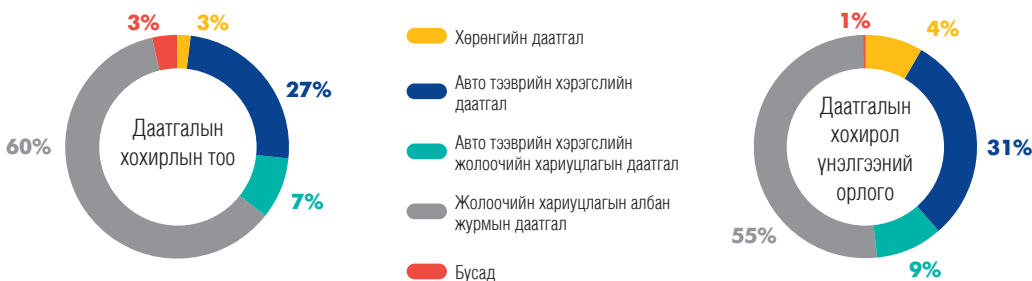 3%
3%
27%
60%
7%
Даатгалын
хохирлын тоо
Хөрөнгийн даатгал
Авто тээврийн хэрэгслийн
даатгал
Авто тээврийн хэрэгслийн
жолоочийн хариуцлагын даатгал
Жолоочийн хариуцлагын албан
журмын даатгал
Бусад
1%
4%
31%
55%
9%
Даатгалын
хохирол
үнэлгээний
орлого